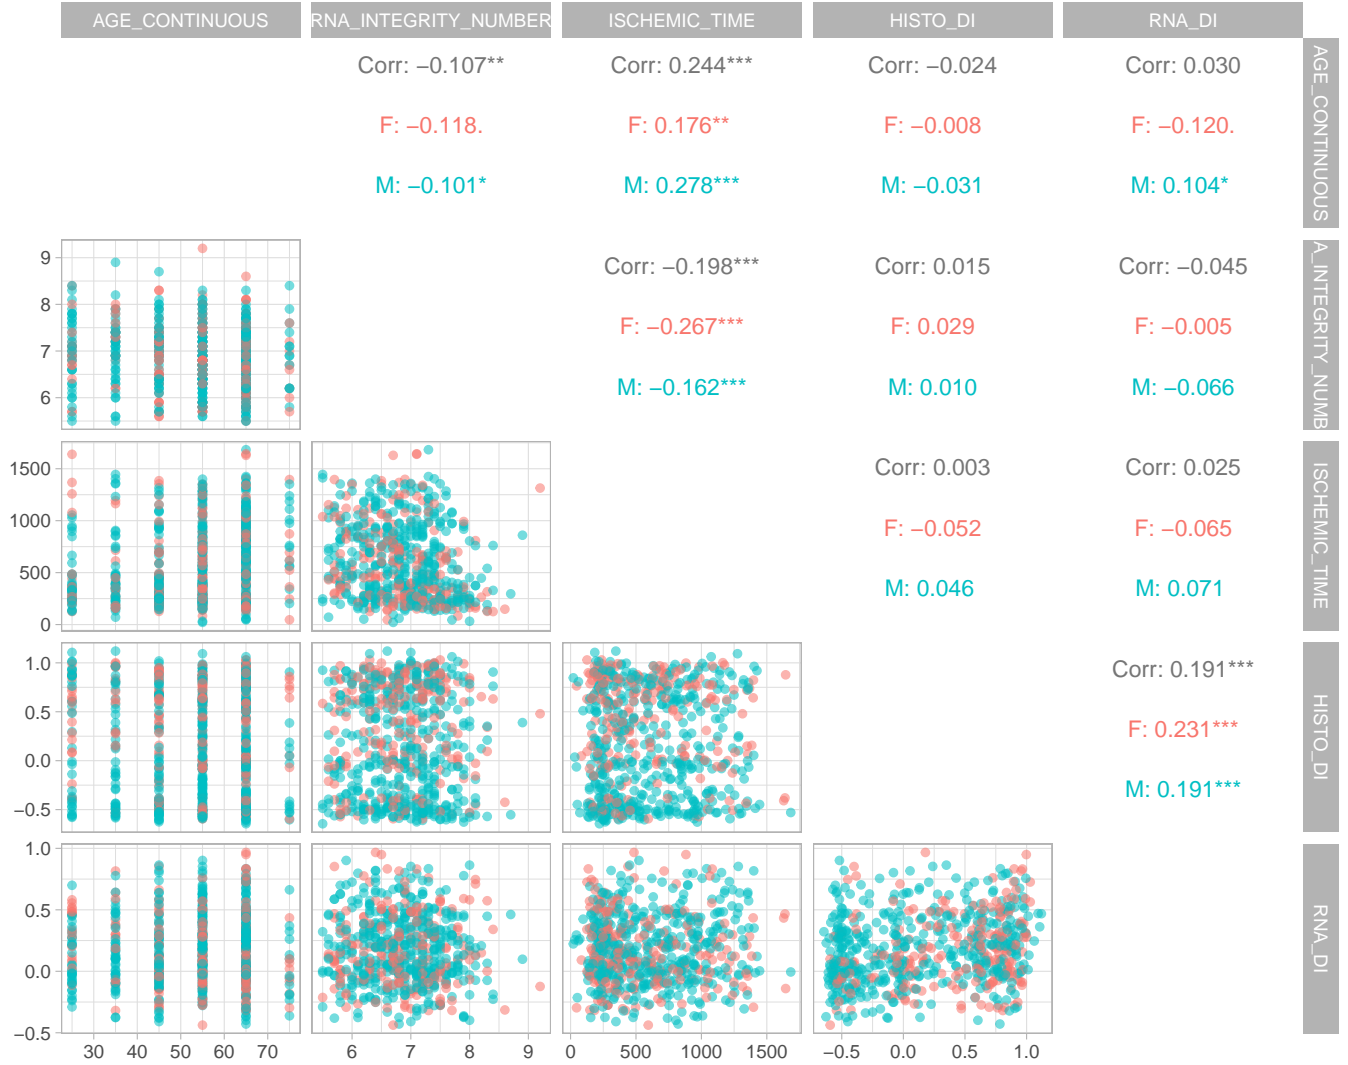 AGE_CONTINUOUS RNA_INTEGRITY_NUMBER ISCHEMIC_TIME HISTO_DI RNA_DI
Corr: −0.107** Corr: 0.244*** Corr: −0.024 Corr: 0.030
F: −0.118. F: 0.176** F: −0.008 F: −0.120.
M: −0.101* M: 0.278*** M: −0.031 M: 0.104*
AGE_CONTINUOUS
Corr: −0.198*** Corr: 0.015 Corr: −0.045
F: −0.267*** F: 0.029 F: −0.005
M: −0.162*** M: 0.010 M: −0.066
A_INTEGRITY_NUMB
9
8
7
6
Corr: 0.003 Corr: 0.025
F: −0.052 F: −0.065
M: 0.046 M: 0.071
ISCHEMIC_TIME
1500
1000
500
0
Corr: 0.191***
F: 0.231***
M: 0.191***
HISTO_DI
1.0
0.5
0.0
−0.5
RNA_DI
1.0
0.5
0.0
−0.5
30 40 50 60 70 6 7 8 9 0 500 1000 1500 −0.5 0.0 0.5 1.0